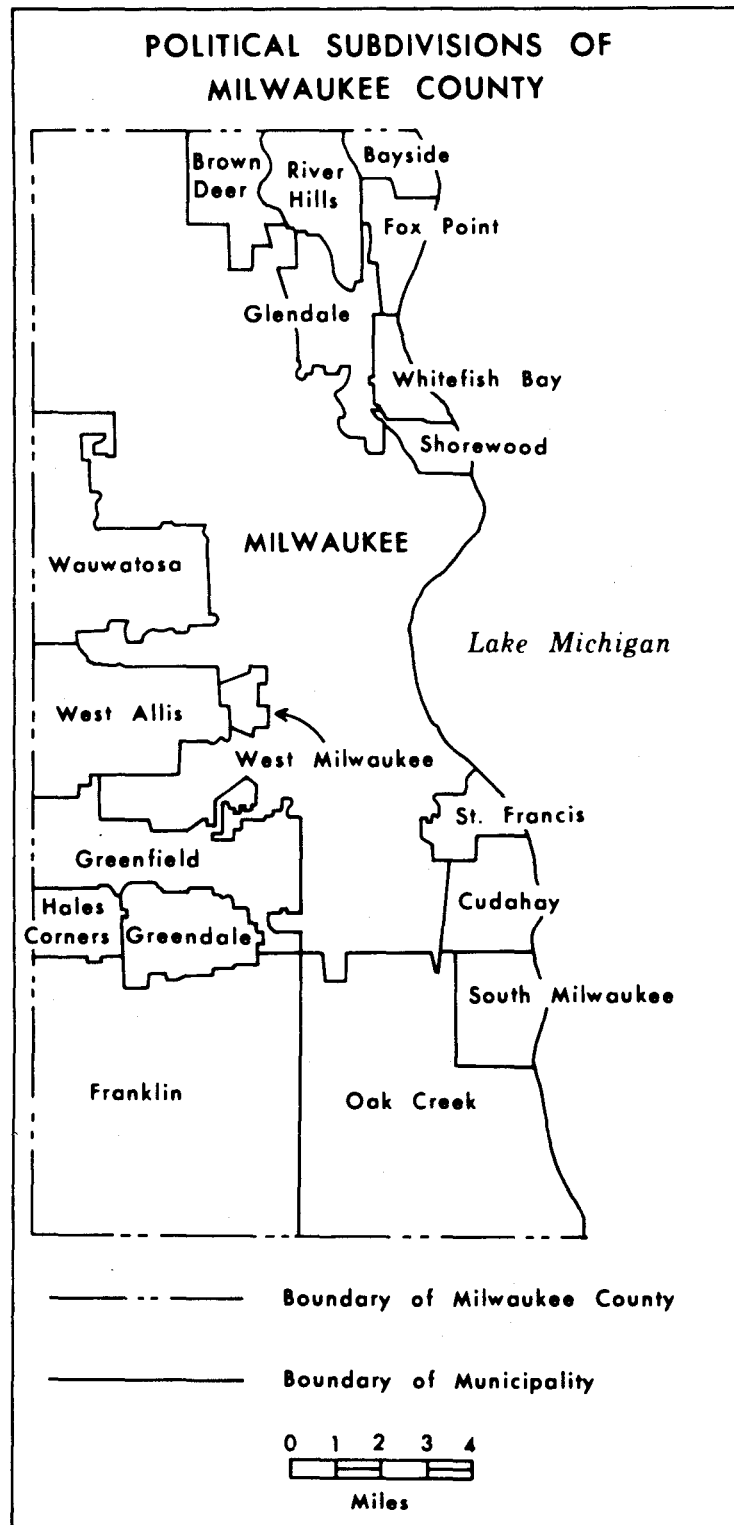 POLITICAL SUBDIVISIONS OF
MILWAUKEE COUNTY
Brown
Deer
River
Hills
Bayside
Fox Point
Glendale
Whitefish Bay
Shorewood
MILWAUKEE
Wauwatosa
Lake Michigan
West Allis
West Milwaukee
St. Francis
Greenfield
Hales
Corners
Greendale
Cudahay
South Milwaukee
Franklin
Oak Creek
Boundary of Milwaukee County
Boundary of Municipality
0 1 2 3 4
Miles